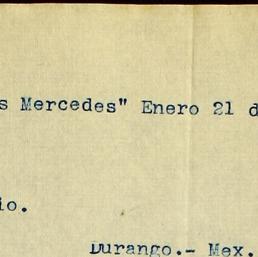 s Mercedes" Enero 21 d
io.
Durango.- Mex.